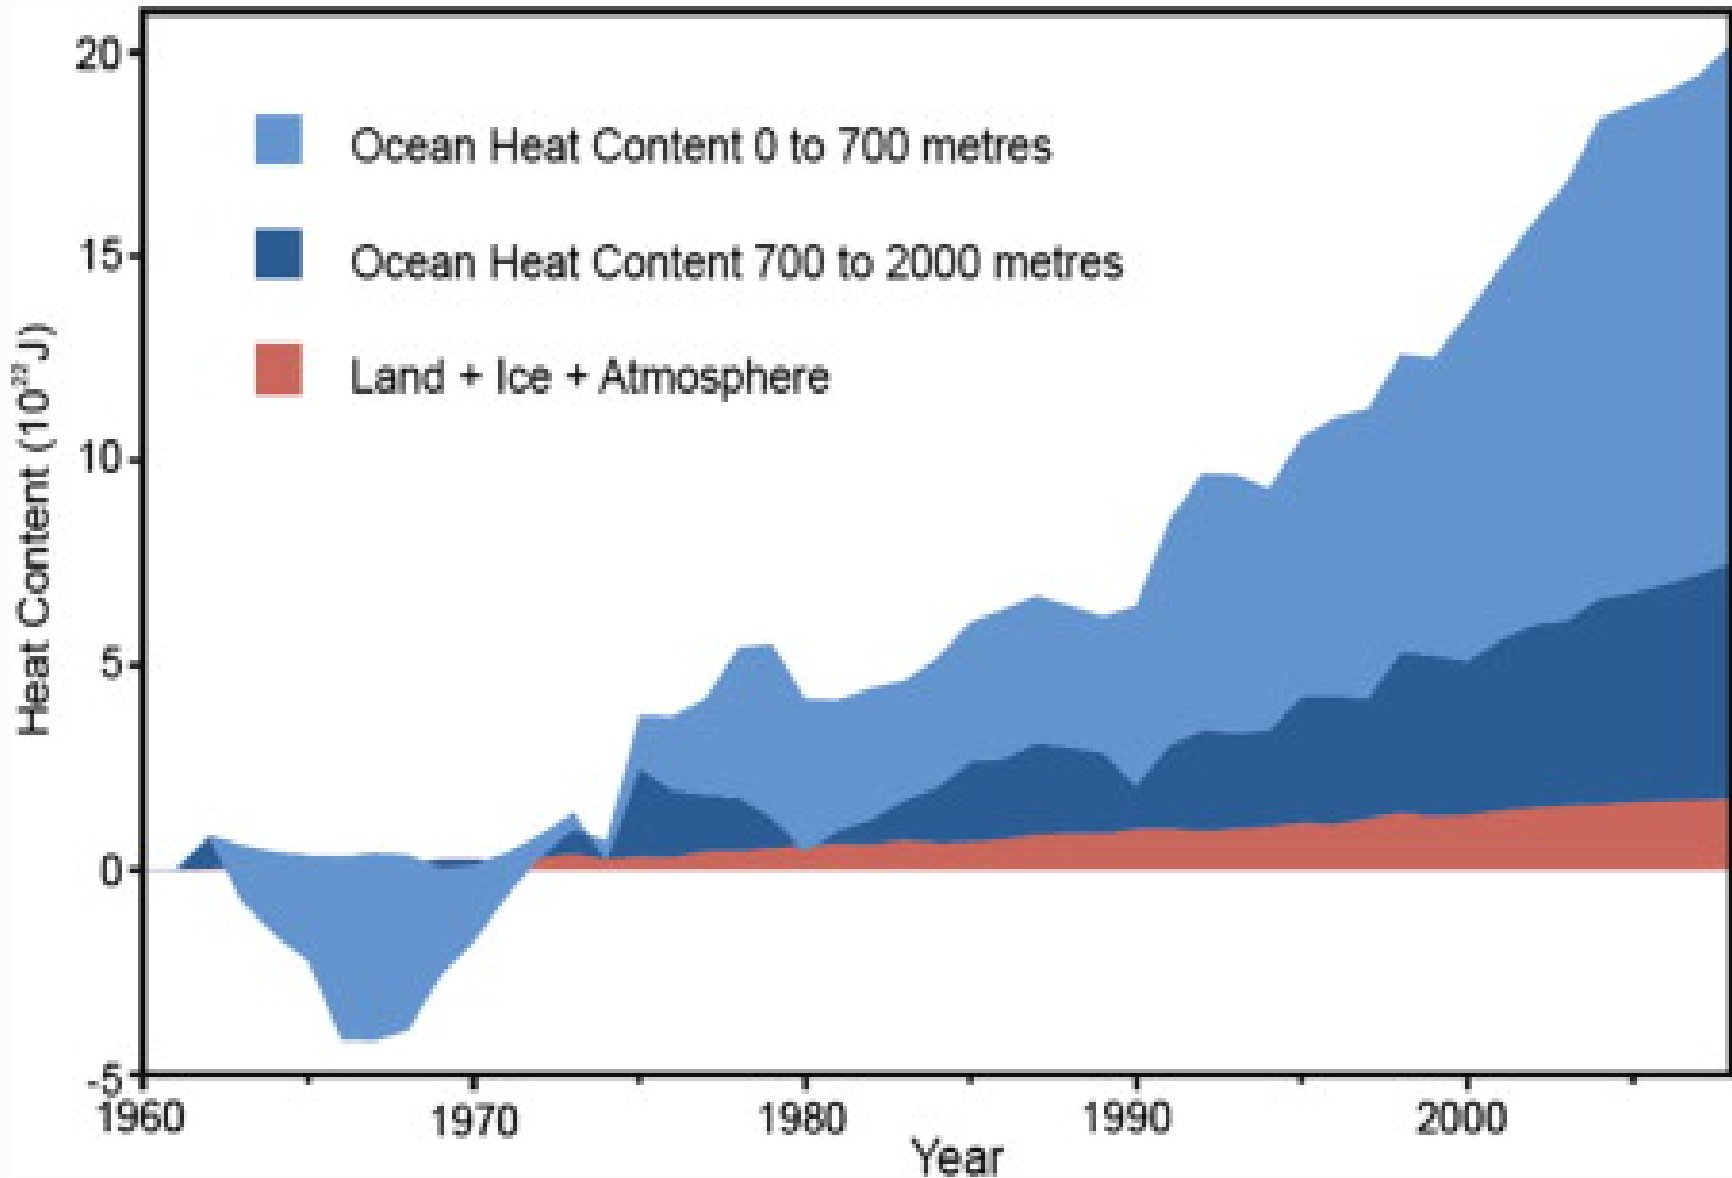 20
15
10
5
0
-5
Heat Content (10²² J)
Ocean Heat Content 0 to 700 metres
Ocean Heat Content 700 to 2000 metres
Land + Ice + Atmosphere
1960 1970 1980 1990 2000
Year